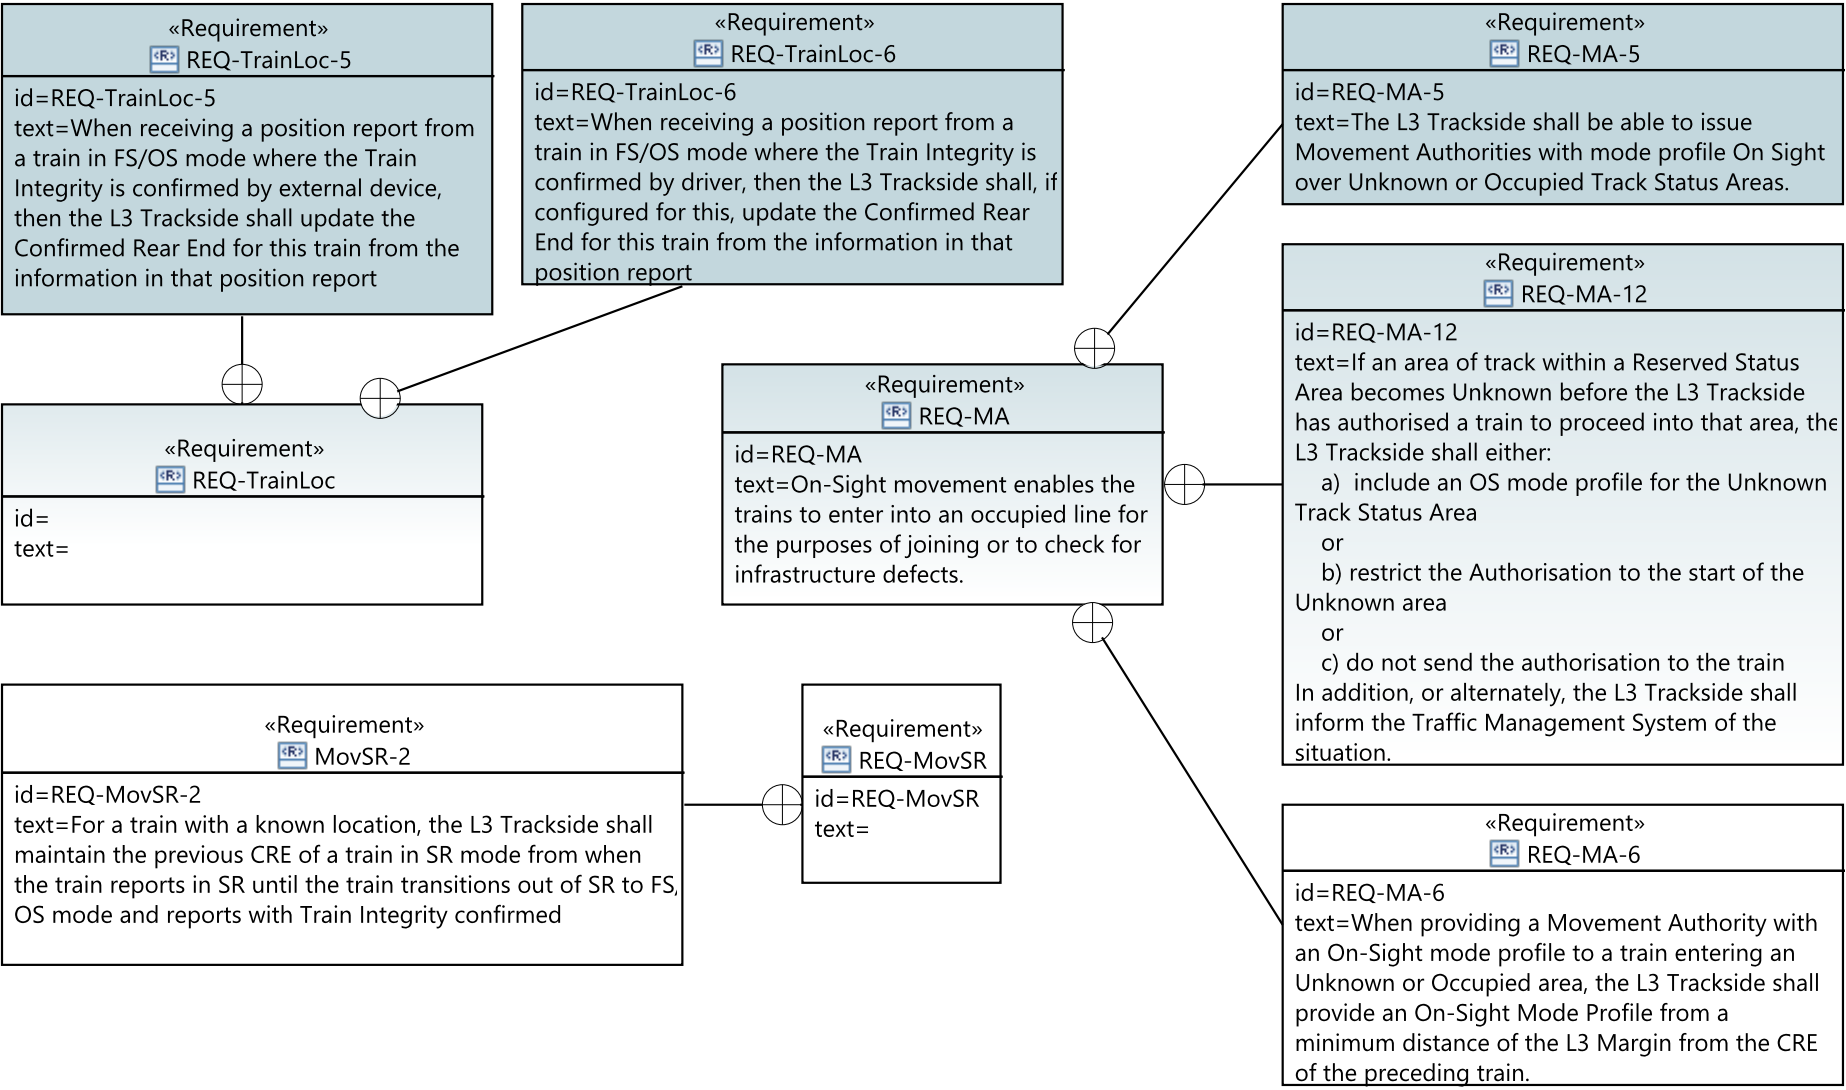 «Requirement»
<R> REQ-TrainLoc-5
id=REQ-TrainLoc-5
text=When receiving a position report from
a train in FS/OS mode where the Train
Integrity is confirmed by external device,
then the L3 Trackside shall update the
Confirmed Rear End for this train from the
information in that position report
«Requirement»
<R> REQ-TrainLoc-6
id=REQ-TrainLoc-6
text=When receiving a position report from a
train in FS/OS mode where the Train Integrity is
confirmed by driver, then the L3 Trackside shall, if
configured for this, update the Confirmed Rear
End for this train from the information in that
position report
«Requirement»
<R> REQ-MA-5
id=REQ-MA-5
text=The L3 Trackside shall be able to issue
Movement Authorities with mode profile On Sight
over Unknown or Occupied Track Status Areas.
«Requirement»
<R> REQ-TrainLoc
id=
text=
«Requirement»
<R> REQ-MA
id=REQ-MA
text=On-Sight movement enables the
trains to enter into an occupied line for
the purposes of joining or to check for
infrastructure defects.
«Requirement»
<R> REQ-MA-12
id=REQ-MA-12
text=If an area of track within a Reserved Status
Area becomes Unknown before the L3 Trackside
has authorised a train to proceed into that area, the
L3 Trackside shall either:
a) include an OS mode profile for the Unknown
Track Status Area
or
b) restrict the Authorisation to the start of the
Unknown area
or
c) do not send the authorisation to the train
In addition, or alternately, the L3 Trackside shall
inform the Traffic Management System of the
situation.
«Requirement»
<R> MovSR-2
id=REQ-MovSR-2
text=For a train with a known location, the L3 Trackside shall
maintain the previous CRE of a train in SR mode from when
the train reports in SR until the train transitions out of SR to FS,
OS mode and reports with Train Integrity confirmed
«Requirement»
<R> REQ-MovSR
id=REQ-MovSR
text=
«Requirement»
<R> REQ-MA-6
id=REQ-MA-6
text=When providing a Movement Authority with
an On-Sight mode profile to a train entering an
Unknown or Occupied area, the L3 Trackside shall
provide an On-Sight Mode Profile from a
minimum distance of the L3 Margin from the CRE
of the preceding train.